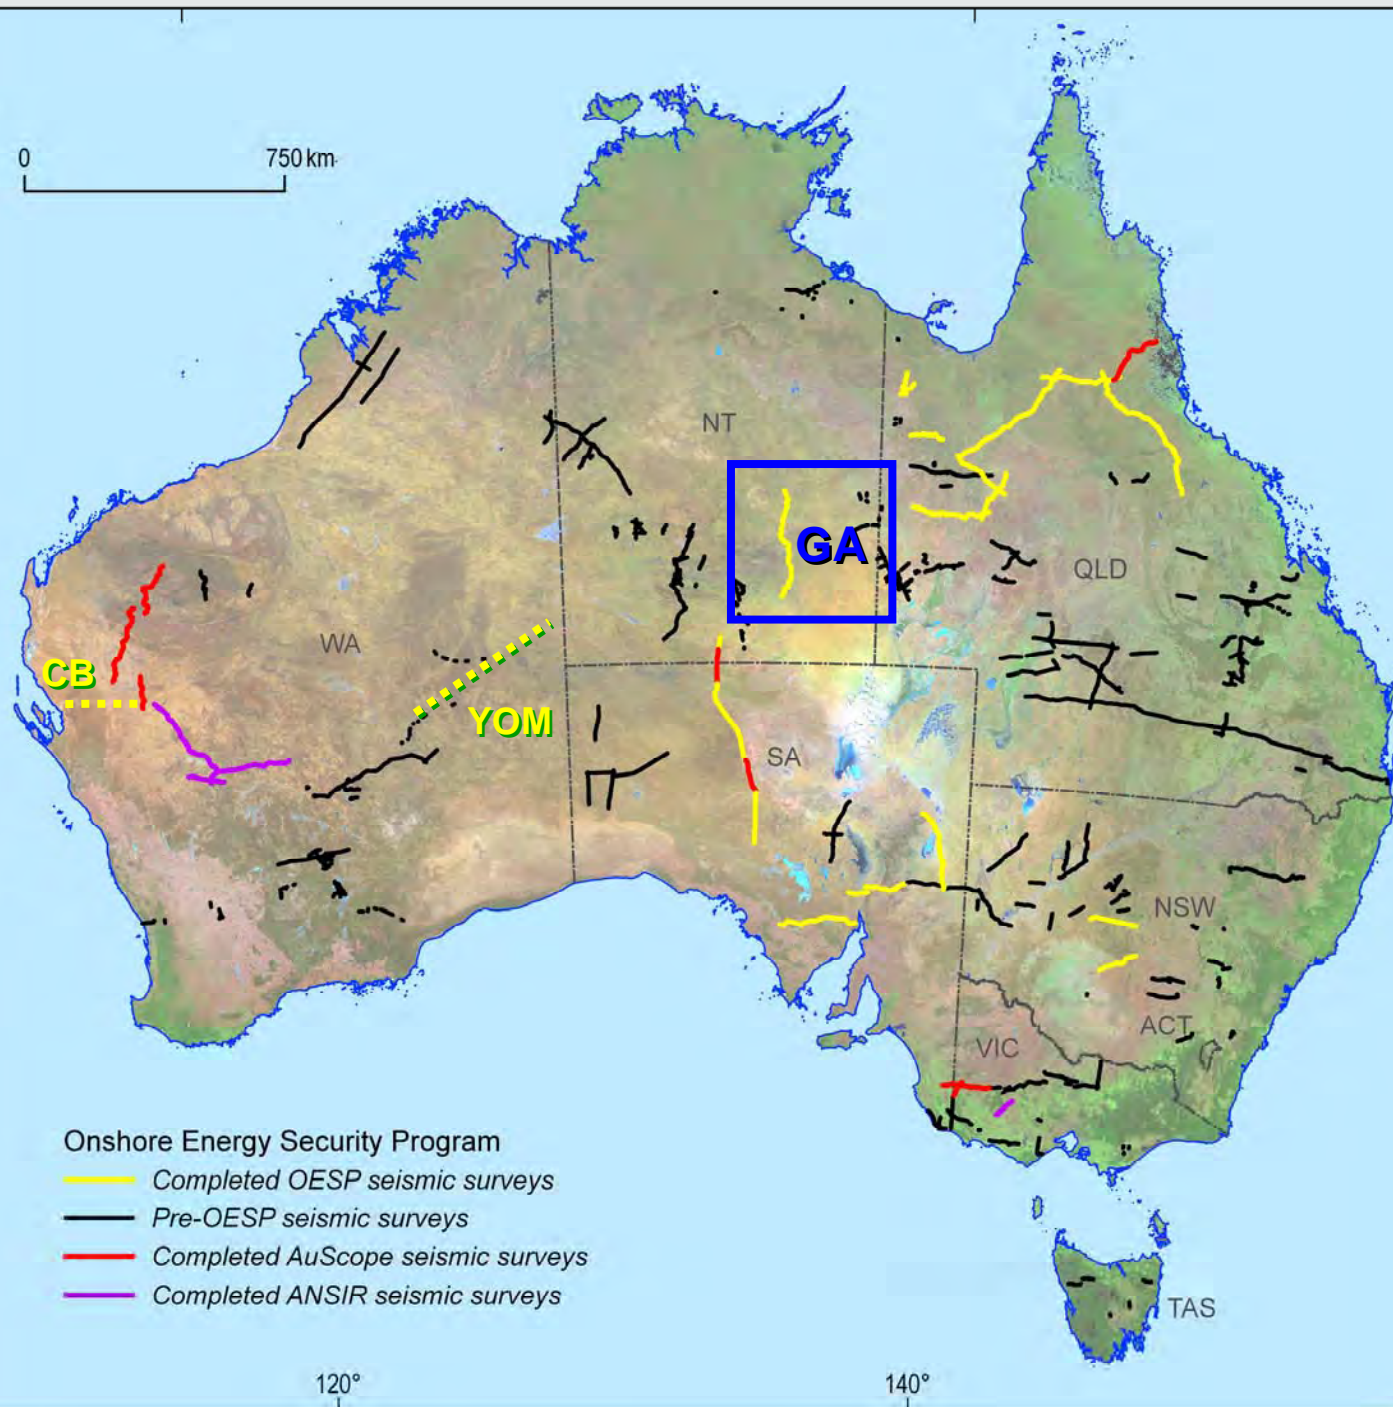 0 750 km
NT
GA
QLD
WA
CB
YOM
SA
NSW
ACT
VIC
Onshore Energy Security Program
Completed OESP seismic surveys
Pre-OESP seismic surveys
Completed AuScope seismic surveys
Completed ANSIR seismic surveys
TAS
120° 140°